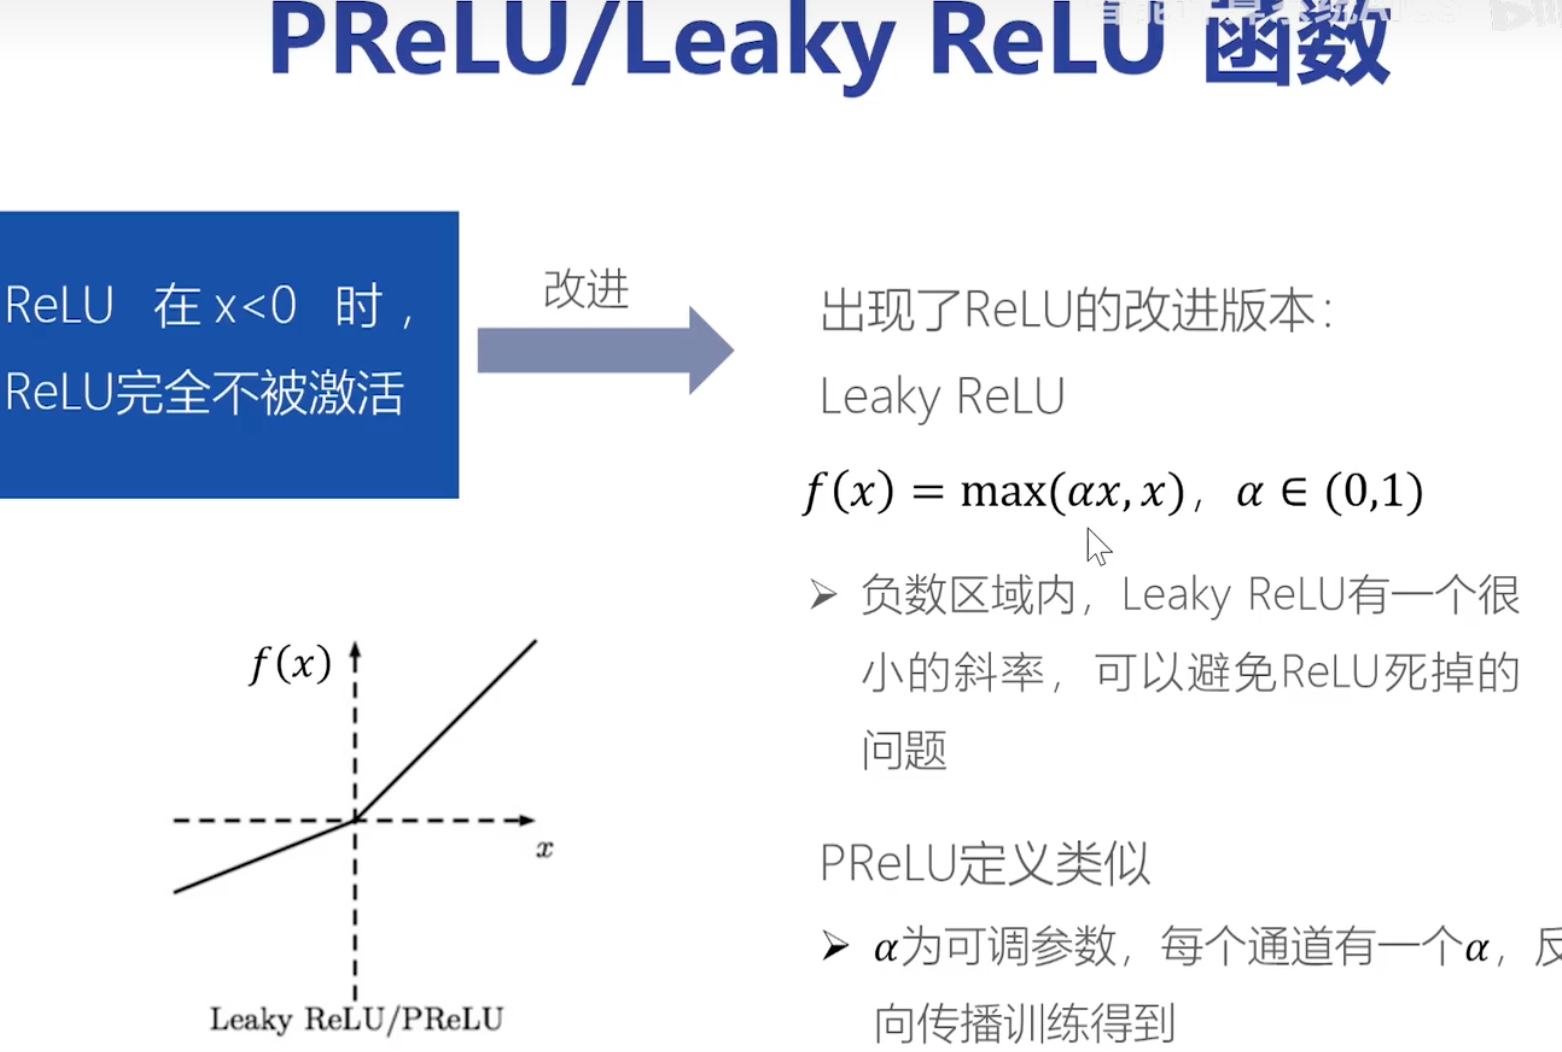 PReLU/Leaky ReLU 函数
ReLU 在 x<0 时，
ReLU完全不被激活
改进
出现了ReLU的改进版本：
Leaky ReLU
f(x) = max(αx, x)，α ∈ (0,1)
➢ 负数区域内，Leaky ReLU有一个很
小的斜率，可以避免ReLU死掉的
问题
PReLU定义类似
➢ α为可调参数，每个通道有一个α，反
向传播训练得到
f(x)
x
Leaky ReLU/PReLU